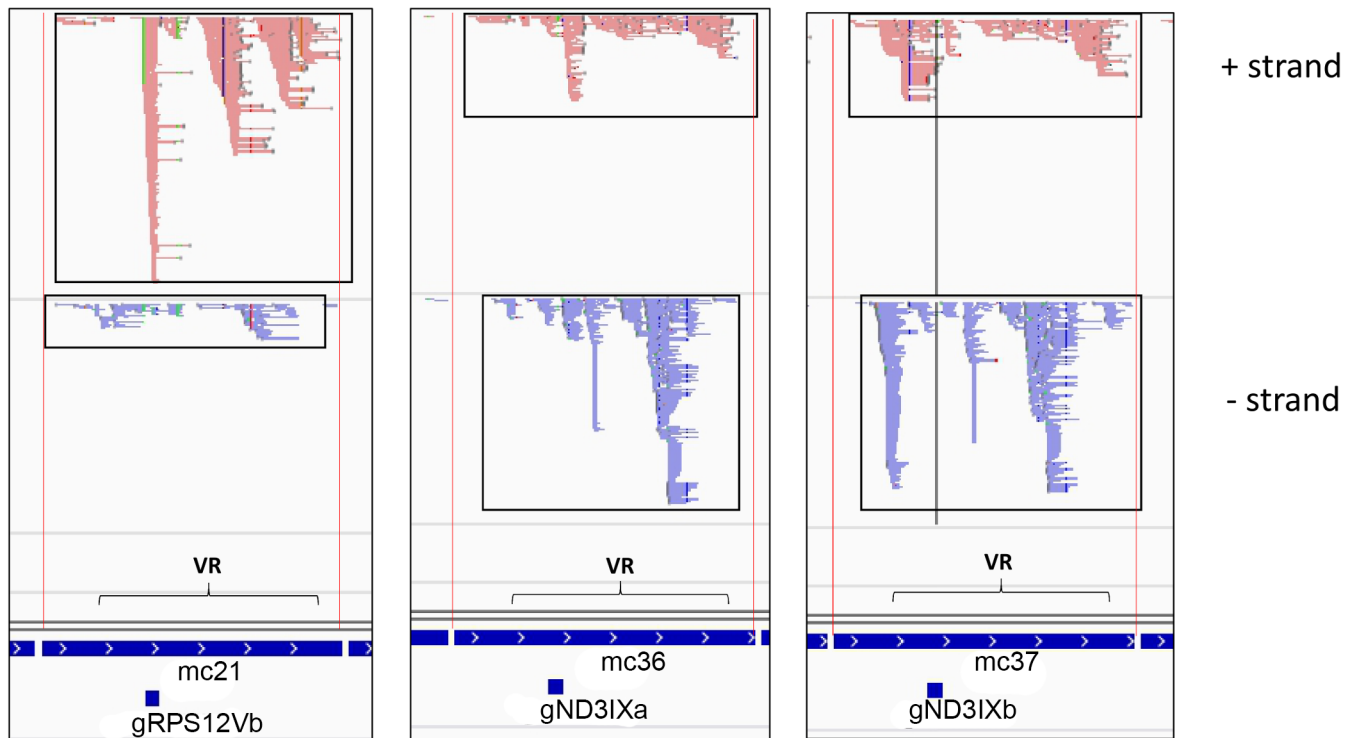 + strand
- strand
VR
VR
VR
mc21
mc36
mc37
gRPS12Vb
gND3IXa
gND3IXb